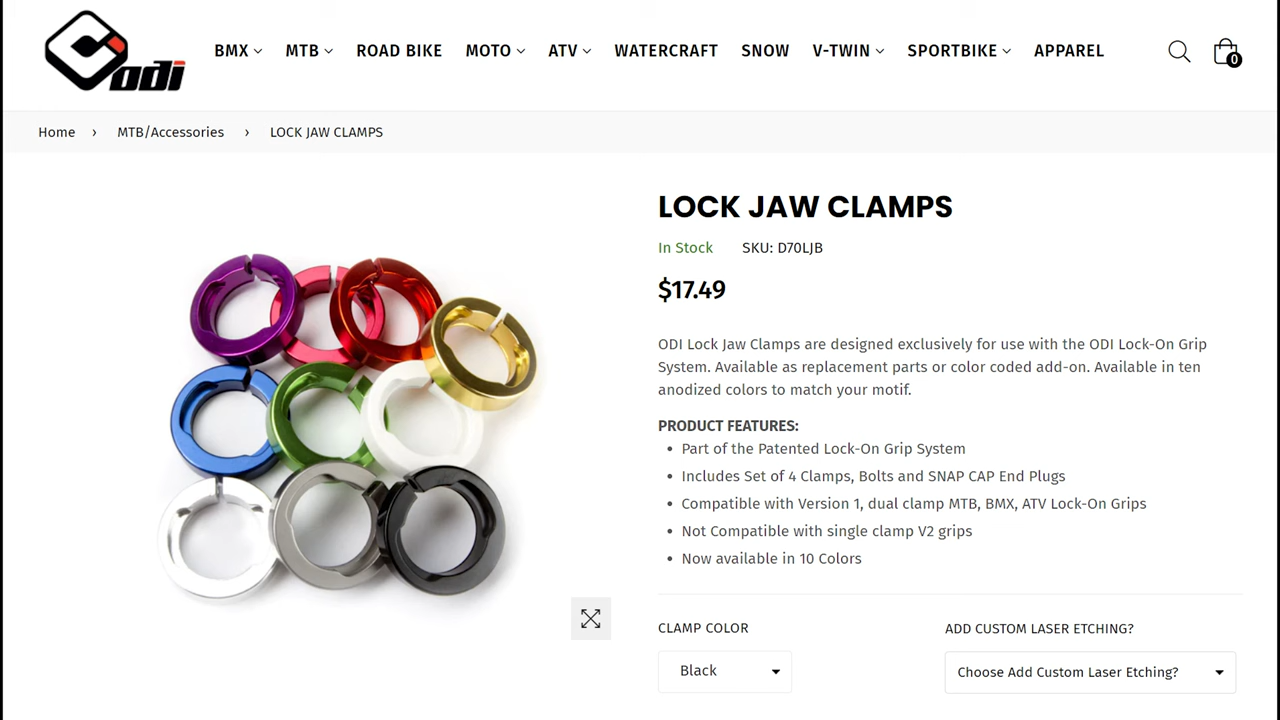 odi
BMX MTB ROAD BIKE MOTO ATV WATERCRAFT SNOW V-TWIN SPORTBIKE APPAREL
0
Home › MTB/Accessories › LOCK JAW CLAMPS
LOCK JAW CLAMPS
In Stock SKU: D70LJB
$17.49
ODI Lock Jaw Clamps are designed exclusively for use with the ODI Lock-On Grip
System. Available as replacement parts or color coded add-on. Available in ten
anodized colors to match your motif.
PRODUCT FEATURES:
• Part of the Patented Lock-On Grip System
• Includes Set of 4 Clamps, Bolts and SNAP CAP End Plugs
• Compatible with Version 1, dual clamp MTB, BMX, ATV Lock-On Grips
• Not Compatible with single clamp V2 grips
• Now available in 10 Colors
CLAMP COLOR ADD CUSTOM LASER ETCHING?
Black Choose Add Custom Laser Etching?